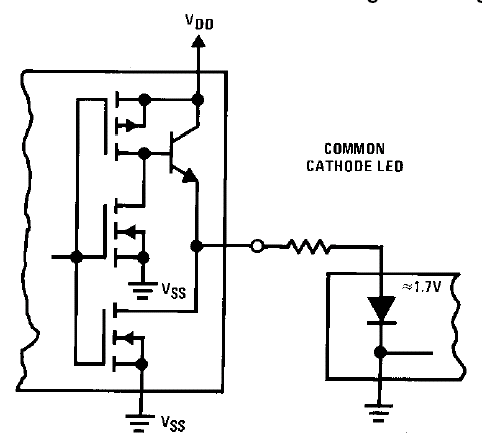 VDD
COMMON
CATHODE LED
≈1.7V
VSS
VSS